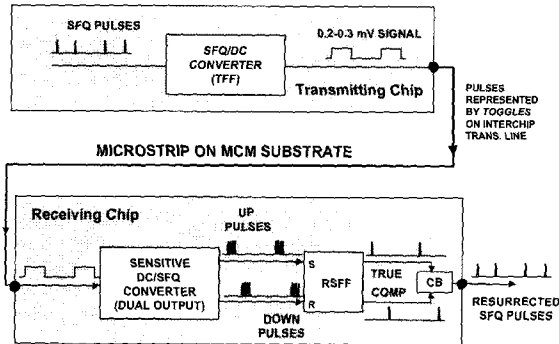 SFQ PULSES
SFQ/DC
CONVERTER
(TFF)
0.2-0.3 mV SIGNAL
Transmitting Chip
PULSES
REPRESENTED
BY TOGGLES
ON INTERCHIP
TRANS. LINE
MICROSTRIP ON MCM SUBSTRATE
Receiving Chip
UP
PULSES
SENSITIVE
DC/SFQ
CONVERTER
(DUAL OUTPUT)
S
R
RSFF
TRUE
COMP
CB
DOWN
PULSES
RESURRECTED
SFQ PULSES